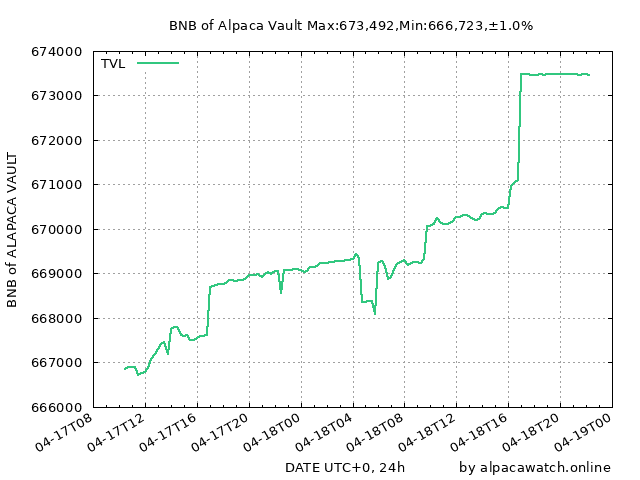 BNB of Alpaca Vault Max:673,492,Min:666,723,±1.0%
TVL
674000
673000
672000
671000
670000
669000
668000
667000
666000
BNB of ALAPACA VAULT
04-17T08
04-17T12
04-17T16
04-17T20
04-18T00
04-18T04
04-18T08
04-18T12
04-18T16
04-18T20
04-19T00
DATE UTC+0, 24h
by alpacawatch.online